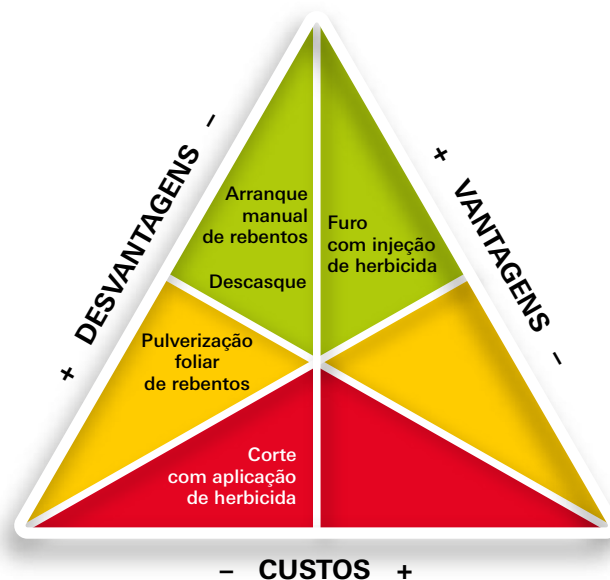 + DESVANTAGENS –
+ VANTAGENS –
Arranque
manual
de rebentos
Descasque
Furo
com injeção
de herbicida
Pulverização
foliar
de rebentos
Corte
com aplicação
de herbicida
– CUSTOS +